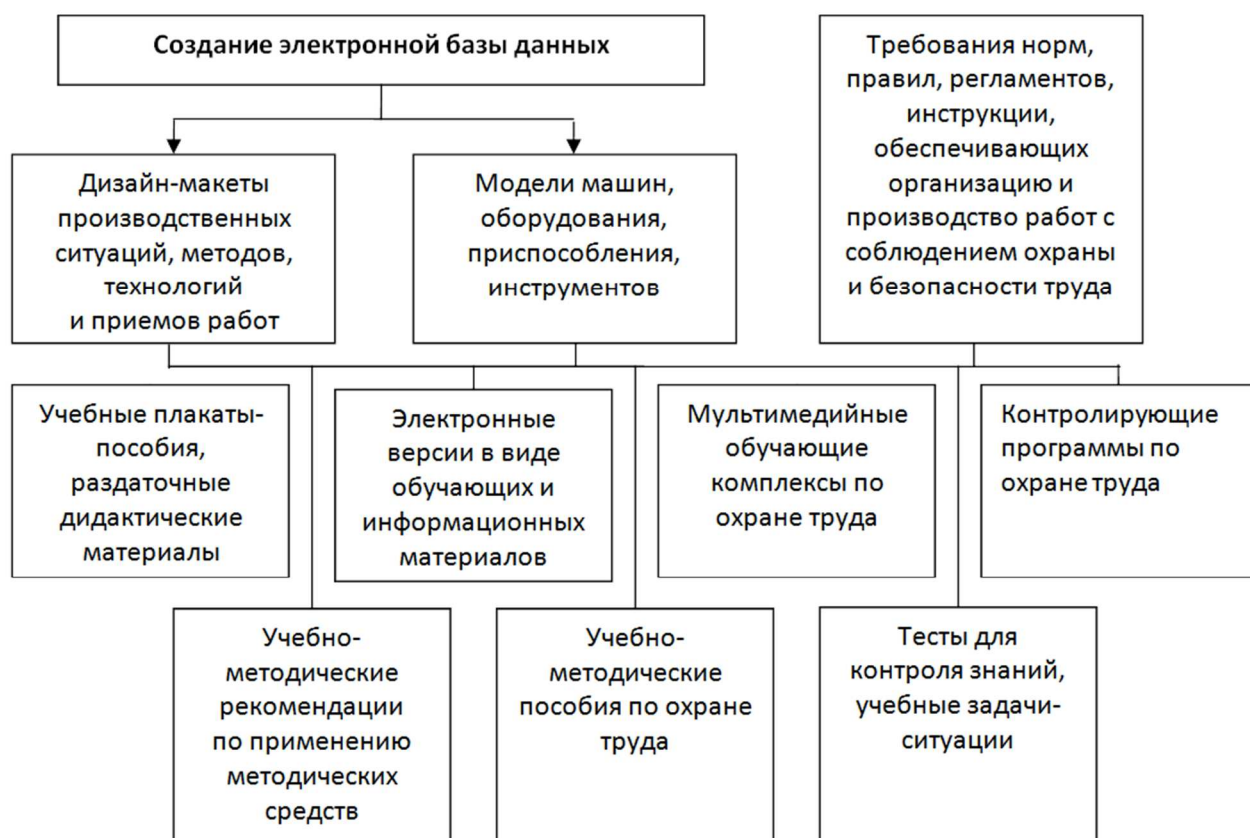 Создание электронной базы данных
Требования норм,
правил, регламентов,
инструкции,
обеспечивающих
организацию и
производство работ с
соблюдением охраны
и безопасности труда
Дизайн-макеты
производственных
ситуаций, методов,
технологий
и приемов работ
Модели машин,
оборудования,
приспособления,
инструментов
Учебные плакаты-
пособия,
раздаточные
дидактические
материалы
Электронные
версии в виде
обучающих и
информационных
материалов
Мультимедийные
обучающие
комплексы по
охране труда
Контролирующие
программы по
охране труда
Учебно-
методические
рекомендации
по применению
методических
средств
Учебно-
методические
пособия по охране
труда
Тесты для
контроля знаний,
учебные задачи-
ситуации